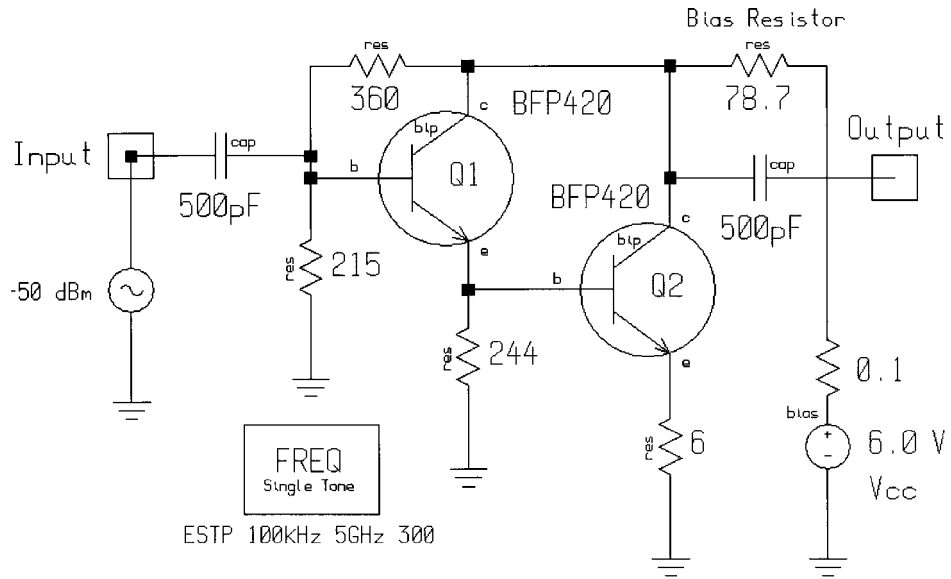 Bias Resistor
res
res
360
78.7
c
BFP420
bip
Output
Input
cap
cap
b
Q1
500pF
BFP420
500pF
c
bip
e
res
215
b
Q2
-50 dBm
res
244
e
0.1
bias
FREQ
Single Tone
res
6
+
-
6.0 V
Vcc
ESTP 100kHz 5GHz 300